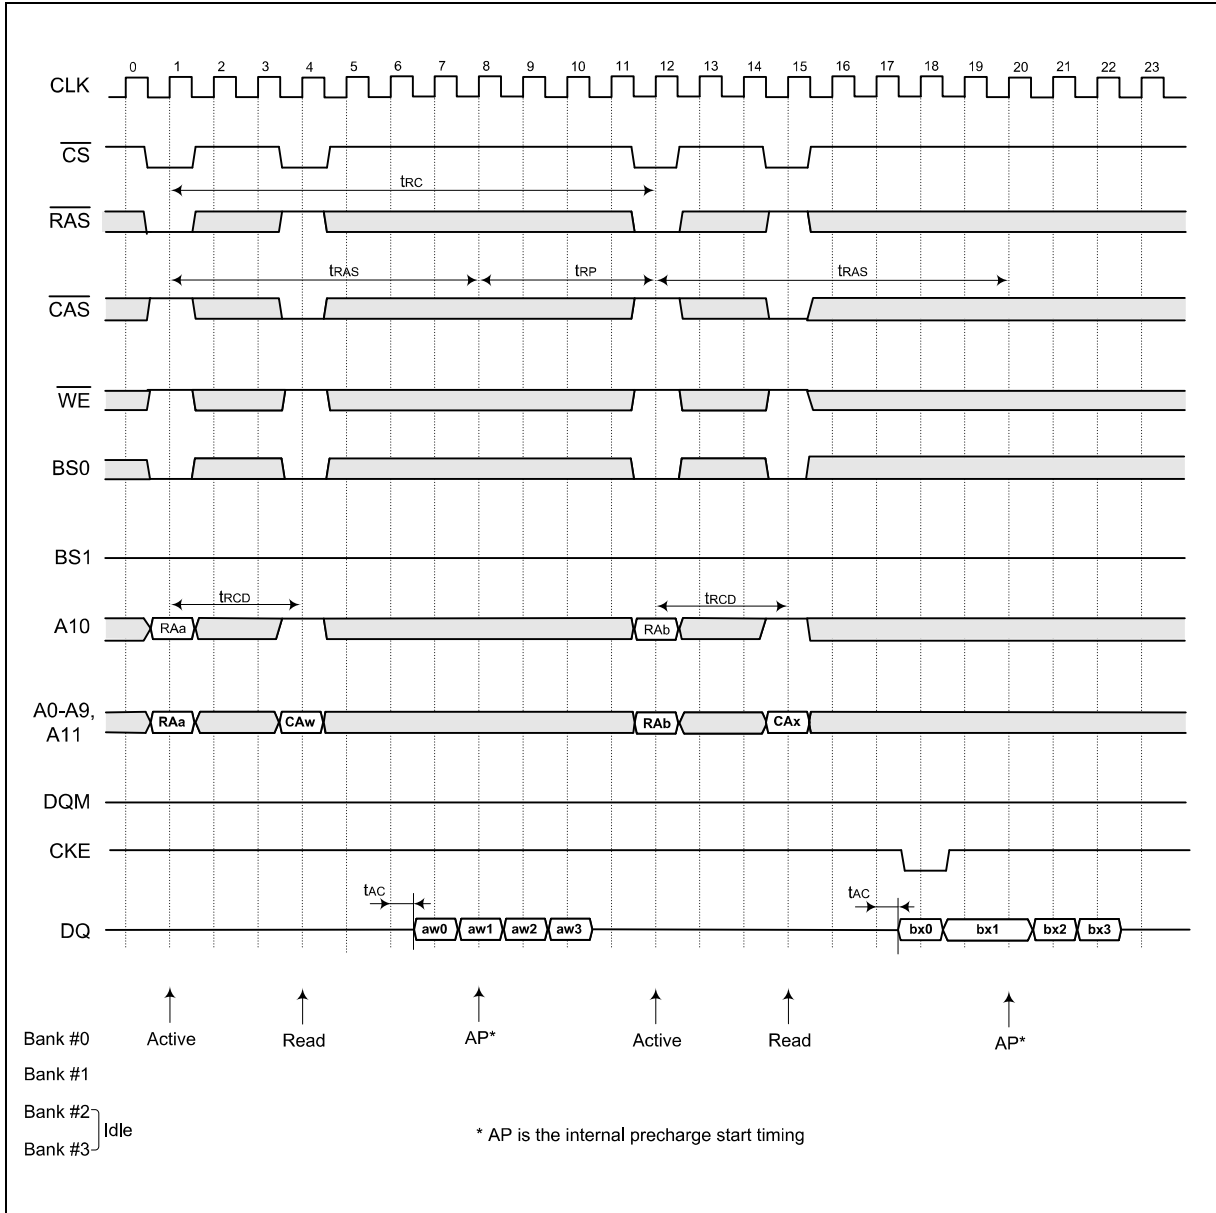 0 1 2 3 4 5 6 7 8 9 10 11 12 13 14 15 16 17 18 19 20 21 22 23
CLK
CS
tRC
RAS
tRAS tRP tRAS
CAS
WE
BS0
BS1
tRCD tRCD
A10 RAa RAb
A0-A9,
A11 RAa CAw RAb CAx
DQM
CKE
tAC tAC
DQ aw0 aw1 aw2 aw3 bx0 bx1 bx2 bx3
Bank #0 Active Read AP* Active Read AP*
Bank #1
Bank #2
Idle
Bank #3
* AP is the internal precharge start timing